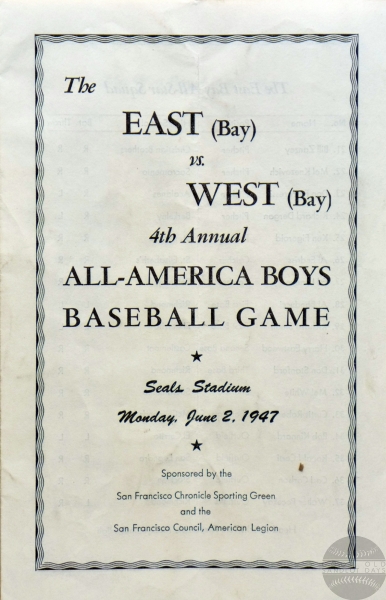 The
EAST (Bay)
vs.
WEST (Bay)
4th Annual
ALL-AMERICA BOYS
BASEBALL GAME
Seals Stadium
Monday, June 2, 1947
Sponsored by the
San Francisco Chronicle Sporting Green
and the
San Francisco Council, American Legion